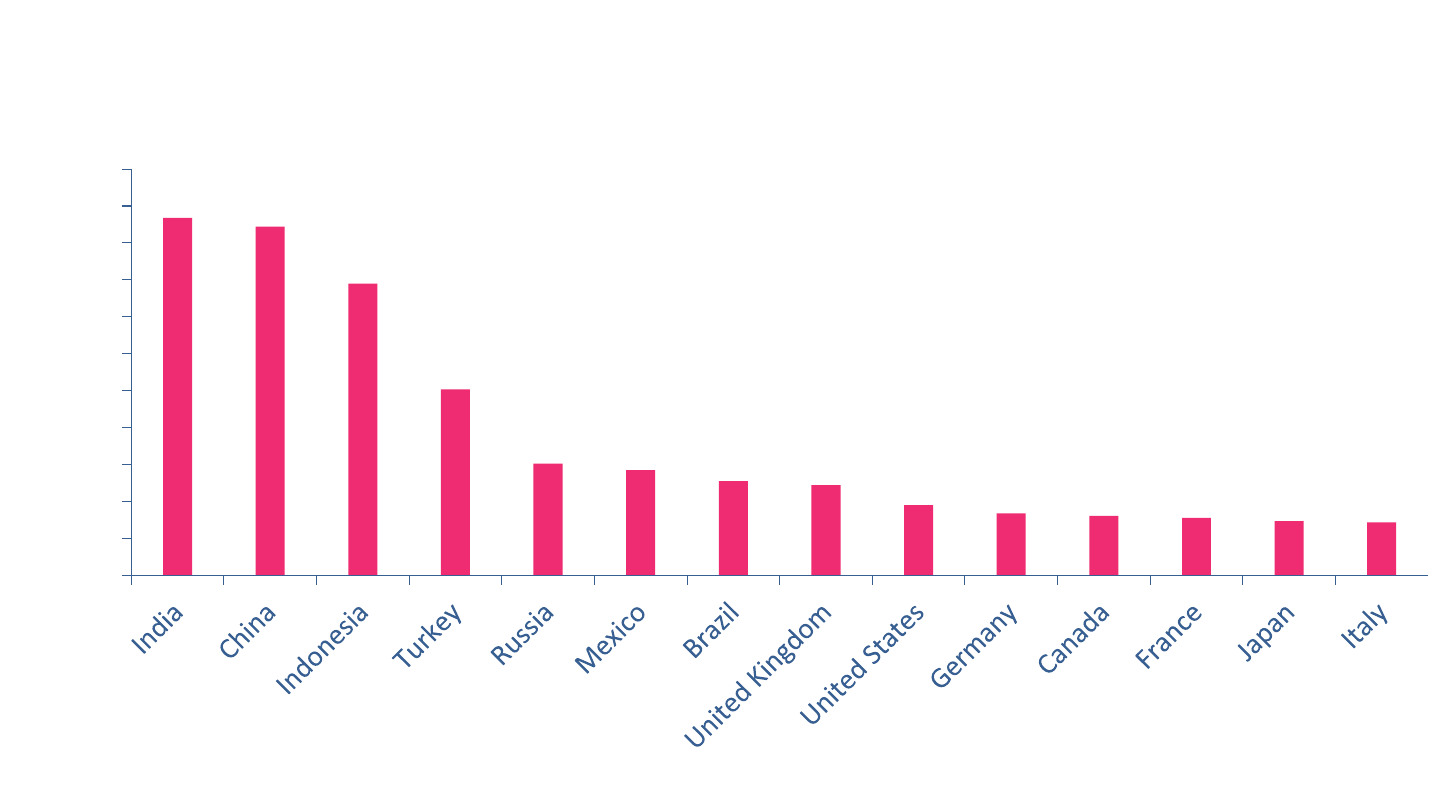 India
China
Indonesia
Turkey
Russia
Mexico
Brazil
United Kingdom
United States
Germany
Canada
France
Japan
Italy